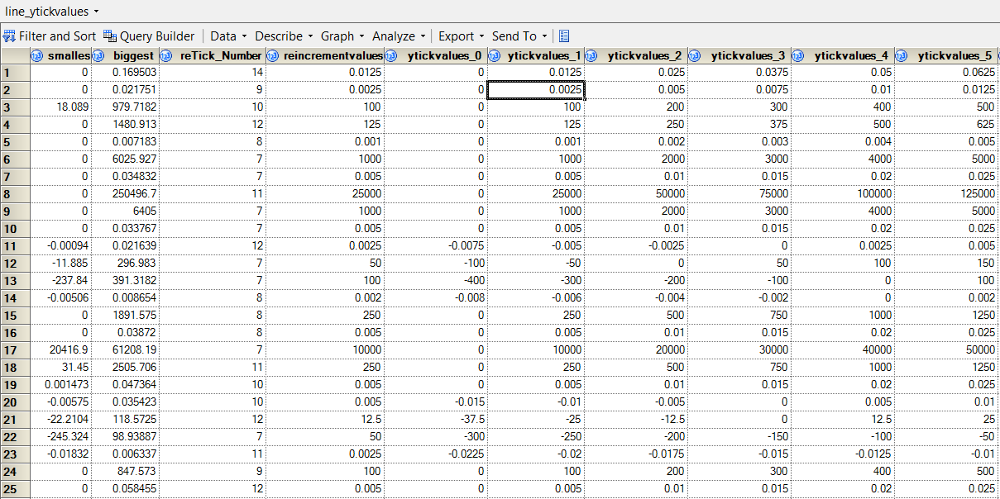 line_ytickvalues
Filter and Sort Query Builder Data Describe Graph Analyze Export Send To
smalles biggest reTick_Number reincrementvalues ytickvalues_0 ytickvalues_1 ytickvalues_2 ytickvalues_3 ytickvalues_4 ytickvalues_5
1 0 0.169503 14 0.0125 0 0.0125 0.025 0.0375 0.05 0.0625
2 0 0.021751 9 0.0025 0 0.0025 0.005 0.0075 0.01 0.0125
3 18.089 979.7182 10 100 0 100 200 300 400 500
4 0 1480.913 12 125 0 125 250 375 500 625
5 0 0.007183 8 0.001 0 0.001 0.002 0.003 0.004 0.005
6 0 6025.927 7 1000 0 1000 2000 3000 4000 5000
7 0 0.034832 7 0.005 0 0.005 0.01 0.015 0.02 0.025
8 0 250496.7 11 25000 0 25000 50000 75000 100000 125000
9 0 6405 7 1000 0 1000 2000 3000 4000 5000
10 0 0.033767 7 0.005 0 0.005 0.01 0.015 0.02 0.025
11 -0.00094 0.021639 12 0.0025 -0.0075 -0.005 -0.0025 0 0.0025 0.005
12 -11.885 296.983 7 50 -100 -50 0 50 100 150
13 -237.84 391.3182 7 100 -400 -300 -200 -100 0 100
14 -0.00506 0.008654 8 0.002 -0.008 -0.006 -0.004 -0.002 0 0.002
15 0 1891.575 8 250 0 250 500 750 1000 1250
16 0 0.03872 8 0.005 0 0.005 0.01 0.015 0.02 0.025
17 20416.9 61208.19 7 10000 0 10000 20000 30000 40000 50000
18 31.45 2505.706 11 250 0 250 500 750 1000 1250
19 0.001473 0.047364 10 0.005 0 0.005 0.01 0.015 0.02 0.025
20 -0.00575 0.035423 10 0.005 -0.015 -0.01 -0.005 0 0.005 0.01
21 -22.2104 118.5725 12 12.5 -37.5 -25 -12.5 0 12.5 25
22 -245.324 98.93887 7 50 -300 -250 -200 -150 -100 -50
23 -0.01832 0.006337 11 0.0025 -0.0225 -0.02 -0.0175 -0.015 -0.0125 -0.01
24 0 847.573 9 100 0 100 200 300 400 500
25 0 0.058455 12 0.005 0 0.005 0.01 0.015 0.02 0.025